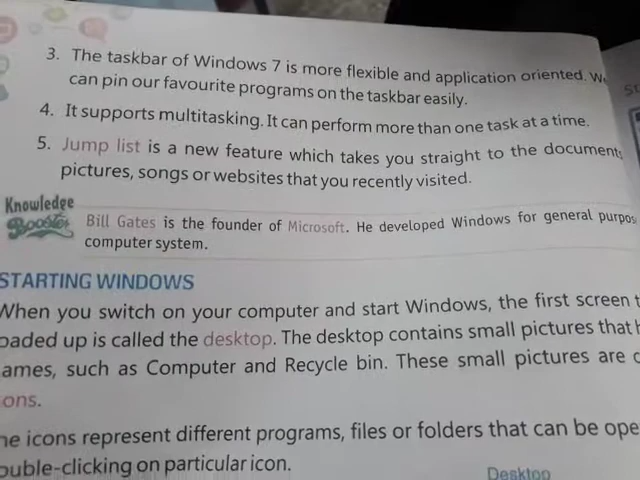 3. The taskbar of Windows 7 is more flexible and application oriented. We
can pin our favourite programs on the taskbar easily.
4. It supports multitasking. It can perform more than one task at a time.
5. Jump list is a new feature which takes you straight to the documents
pictures, songs or websites that you recently visited.
Knowledge
Booster
Bill Gates is the founder of Microsoft. He developed Windows for general purpos
computer system.
STARTING WINDOWS
When you switch on your computer and start Windows, the first screen t
oaded up is called the desktop. The desktop contains small pictures that h
ames, such as Computer and Recycle bin. These small pictures are c
ons.
he icons represent different programs, files or folders that can be ope
ouble-clicking on particular icon.
Desktop